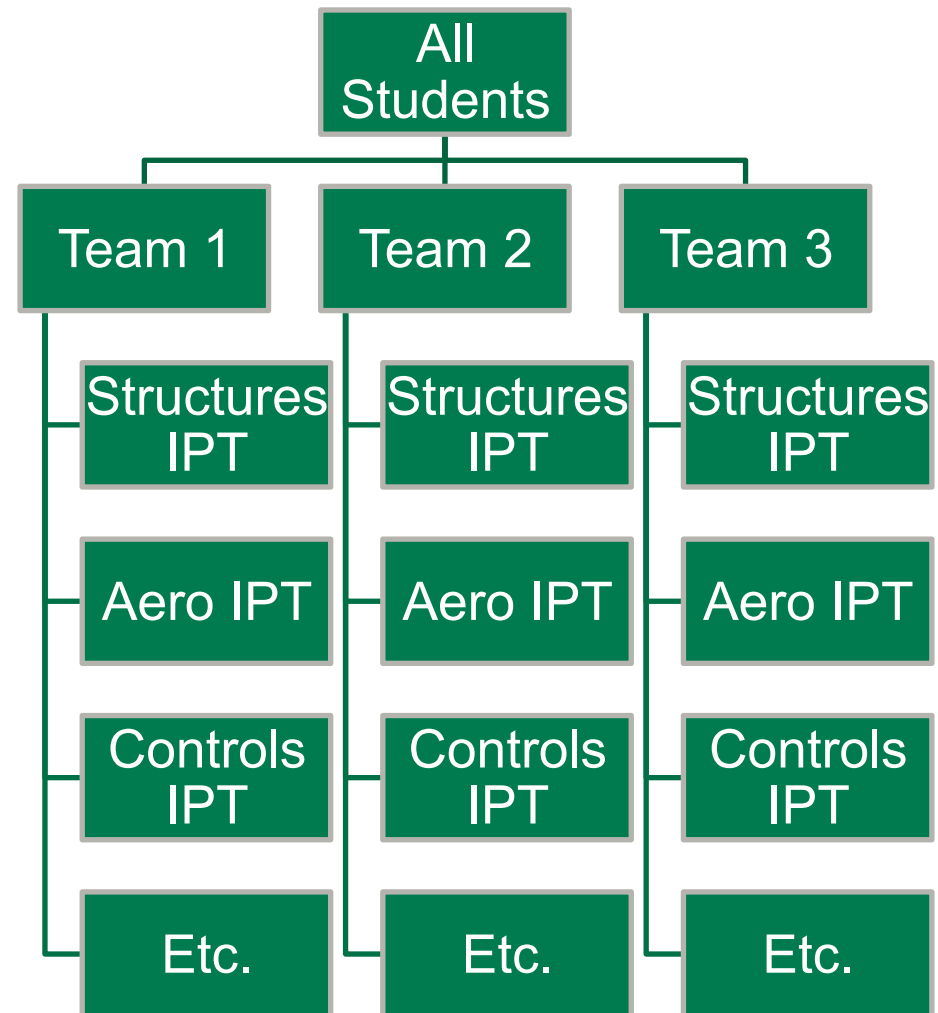 All
Students
Team 1
Team 2
Team 3
Structures
IPT
Structures
IPT
Structures
IPT
Aero IPT
Aero IPT
Aero IPT
Controls
IPT
Controls
IPT
Controls
IPT
Etc.
Etc.
Etc.